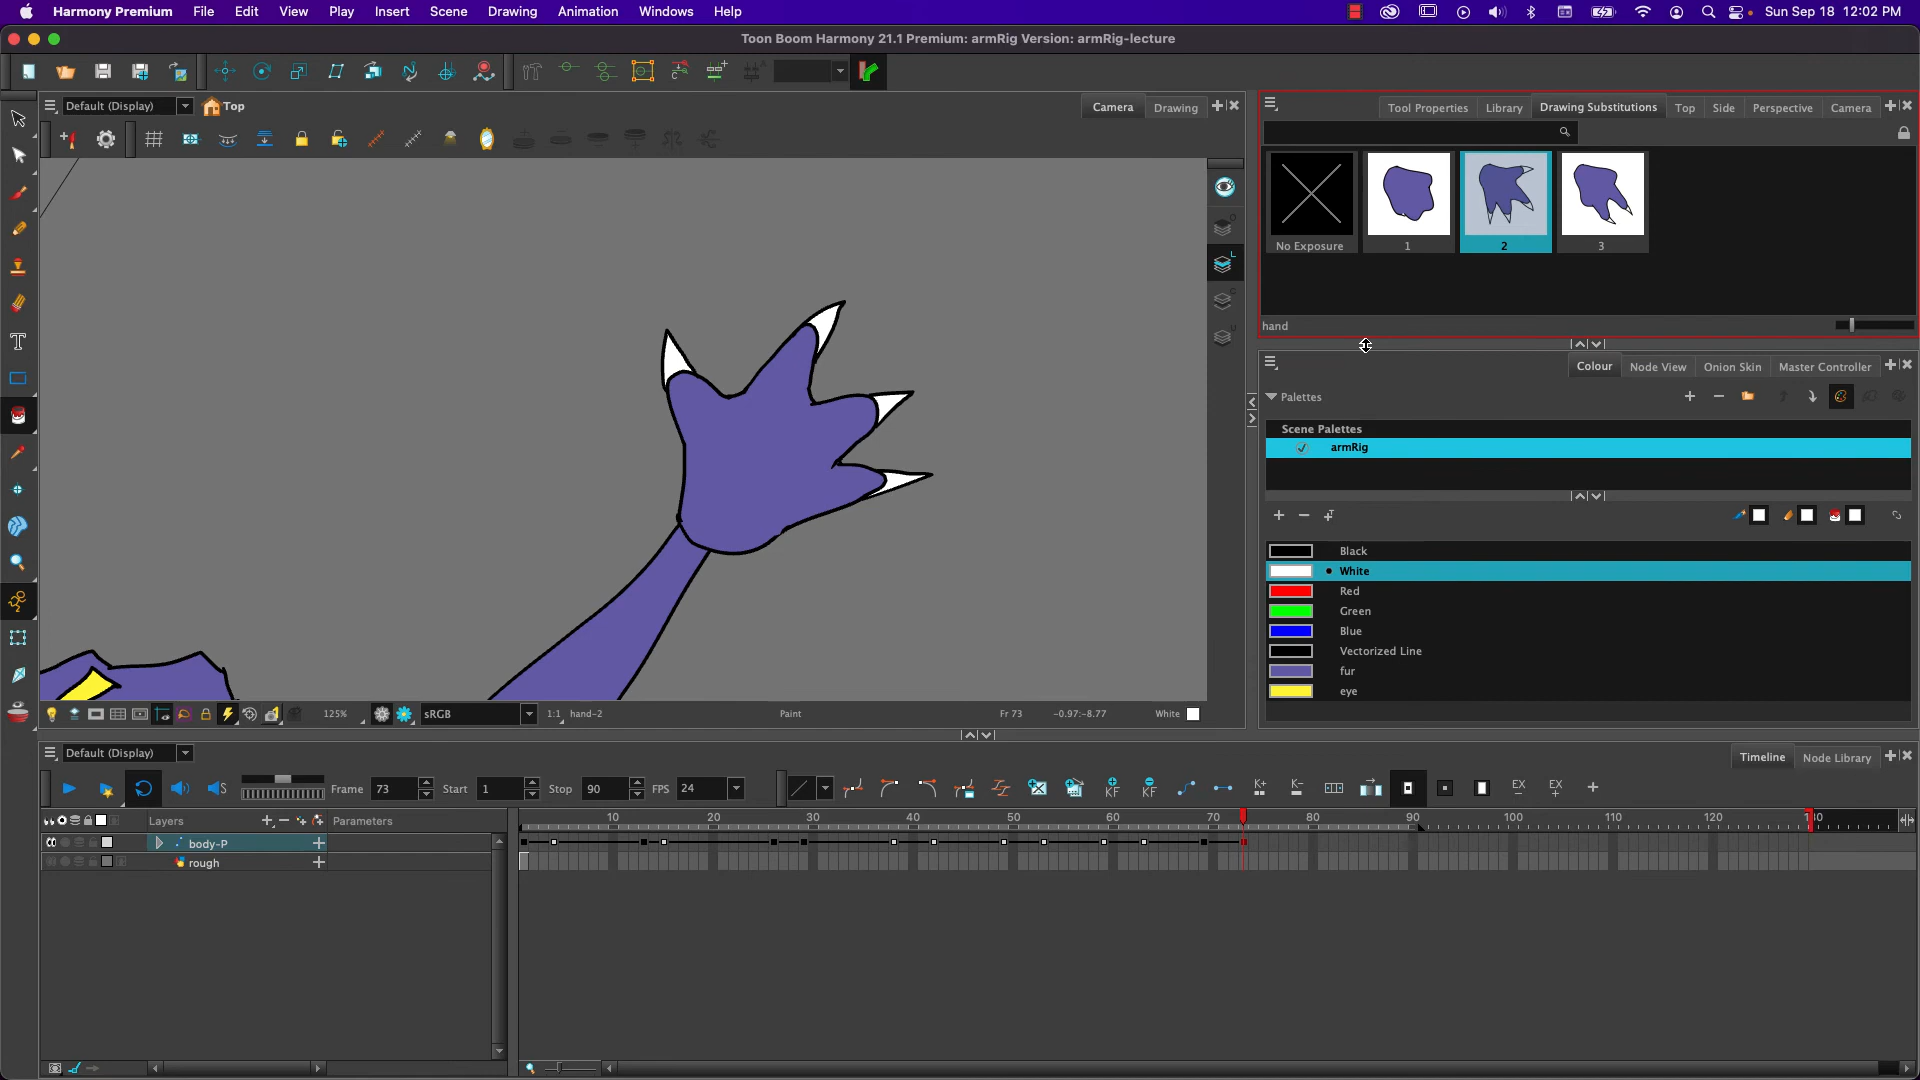 Harmony Premium File Edit View Play Insert Scene Drawing Animation Windows Help Sun Sep 18 12:02 PM
Toon Boom Harmony 21.1 Premium: armRig Version: armRig-lecture
Default (Display) Top Camera Drawing
Tool Properties Library Drawing Substitutions Top Side Perspective Camera
No Exposure 1 2 3
hand
Colour Node View Onion Skin Master Controller
Palettes
Scene Palettes
armRig
Black
White
Red
Green
Blue
Vectorized Line
fur
eye
125% sRGB 1:1 hand-2 Paint Fr 73 -0.97:-8.77 White
Default (Display) Timeline Node Library
Frame 73 Start 1 Stop 90 FPS 24 KF KF EX EX
Layers Parameters 10 20 30 40 50 60 70 80 90 100 110 120
body-P
rough